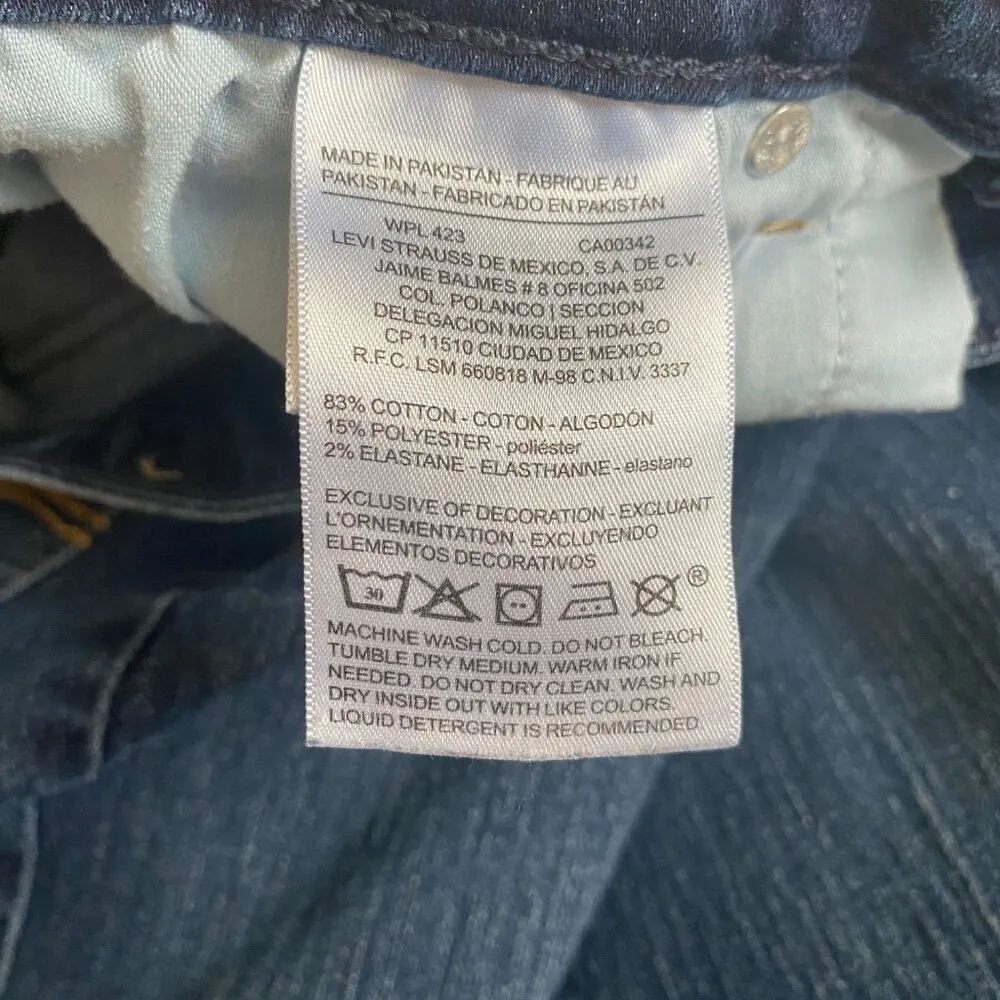 MADE IN PAKISTAN - FABRIQUE AU
PAKISTAN - FABRICADO EN PAKISTÁN
WPL 423 CA00342
LEVI STRAUSS DE MEXICO, S.A. DE C.V.
JAIME BALMES # 8 OFICINA 502
COL. POLANCO | SECCION
DELEGACION MIGUEL HIDALGO
CP 11510 CIUDAD DE MEXICO
R.F.C. LSM 660818 M-98 C.N.I.V. 3337
83% COTTON - COTON - ALGODÓN
15% POLYESTER - poliéster
2% ELASTANE - ELASTHANNE - elastano
EXCLUSIVE OF DECORATION - EXCLUANT
L'ORNEMENTATION - EXCLUYENDO
ELEMENTOS DECORATIVOS
30 ®
MACHINE WASH COLD. DO NOT BLEACH.
TUMBLE DRY MEDIUM. WARM IRON IF
NEEDED. DO NOT DRY CLEAN. WASH AND
DRY INSIDE OUT WITH LIKE COLORS.
LIQUID DETERGENT IS RECOMMENDED.